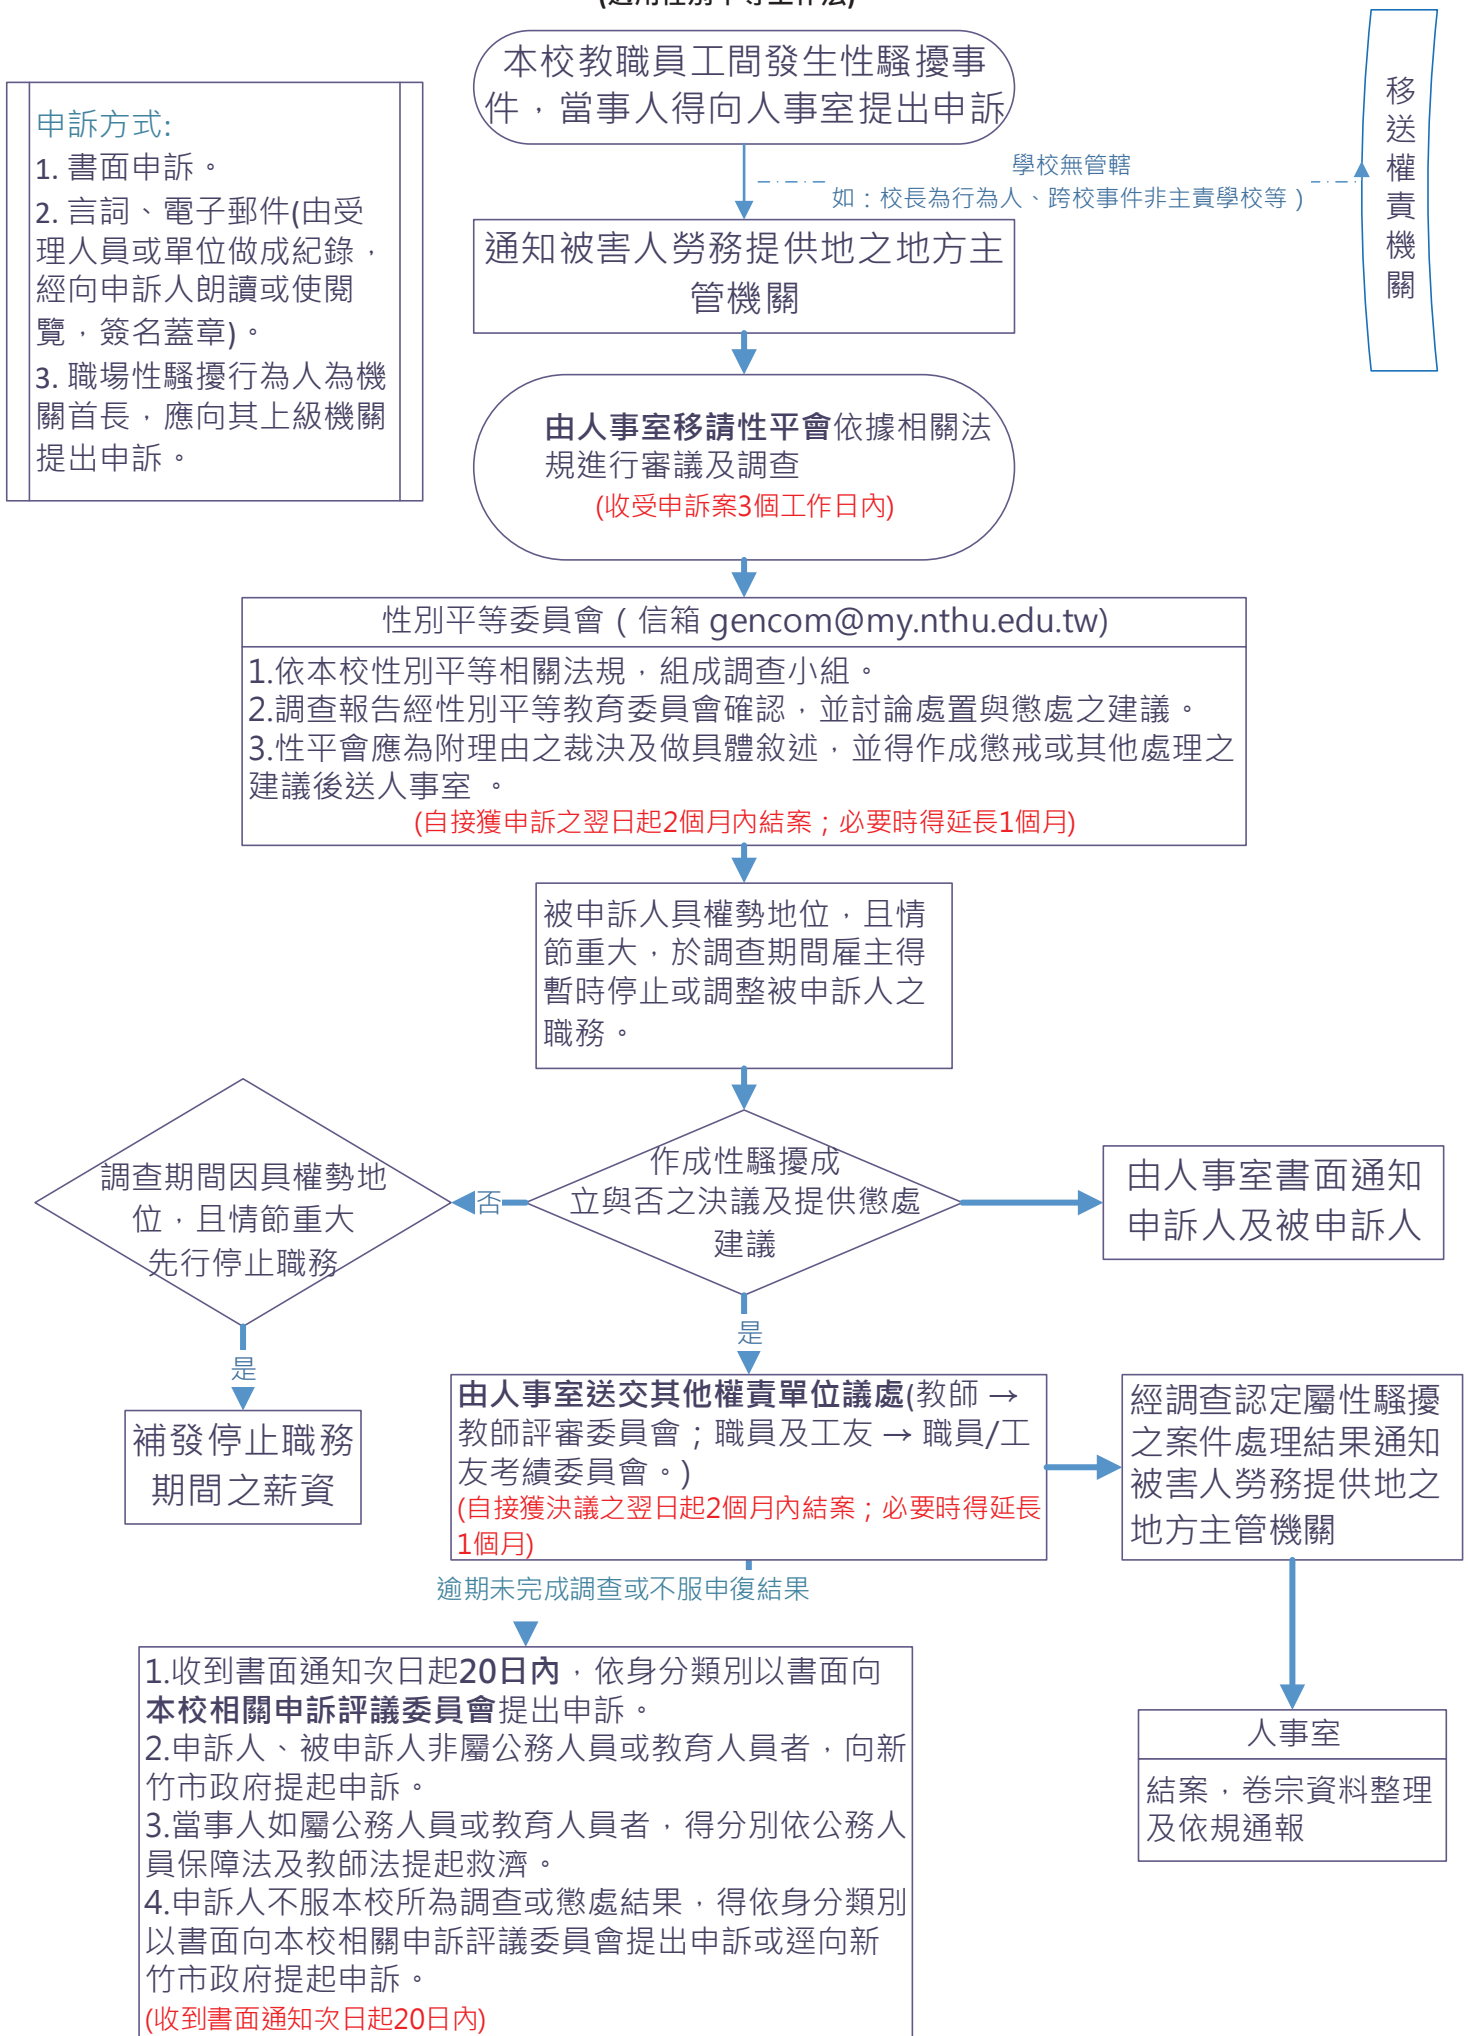 (適用性別平等工作法)
本校教職員工間發生性騷擾事
件，當事人得向人事室提出申訴
移送權責機關
申訴方式:
1. 書面申訴。
2. 言詞、電子郵件(由受
理人員或單位做成紀錄，
經向申訴人朗讀或使閱
覽，簽名蓋章)。
3. 職場性騷擾行為人為機
關首長，應向其上級機關
提出申訴。
學校無管轄
如：校長為行為人、跨校事件非主責學校等）
通知被害人勞務提供地之地方主
管機關
由人事室移請性平會依據相關法
規進行審議及調查
(收受申訴案3個工作日內)
性別平等委員會（信箱 gencom@my.nthu.edu.tw)
1.依本校性別平等相關法規，組成調查小組。
2.調查報告經性別平等教育委員會確認，並討論處置與懲處之建議。
3.性平會應為附理由之裁決及做具體敘述，並得作成懲戒或其他處理之
建議後送人事室 。
(自接獲申訴之翌日起2個月內結案；必要時得延長1個月)
被申訴人具權勢地位，且情
節重大，於調查期間雇主得
暫時停止或調整被申訴人之
職務。
調查期間因具權勢地
位，且情節重大
先行停止職務
否
作成性騷擾成
立與否之決議及提供懲處
建議
由人事室書面通知
申訴人及被申訴人
是
是
補發停止職務
期間之薪資
由人事室送交其他權責單位議處(教師 →
教師評審委員會；職員及工友 → 職員/工
友考績委員會。)
(自接獲決議之翌日起2個月內結案；必要時得延長
1個月)
經調查認定屬性騷擾
之案件處理結果通知
被害人勞務提供地之
地方主管機關
逾期未完成調查或不服申復結果
1.收到書面通知次日起20日內，依身分類別以書面向
本校相關申訴評議委員會提出申訴。
2.申訴人、被申訴人非屬公務人員或教育人員者，向新
竹市政府提起申訴。
3.當事人如屬公務人員或教育人員者，得分別依公務人
員保障法及教師法提起救濟。
4.申訴人不服本校所為調查或懲處結果，得依身分類別
以書面向本校相關申訴評議委員會提出申訴或逕向新
竹市政府提起申訴。
(收到書面通知次日起20日內)
人事室
結案，卷宗資料整理
及依規通報